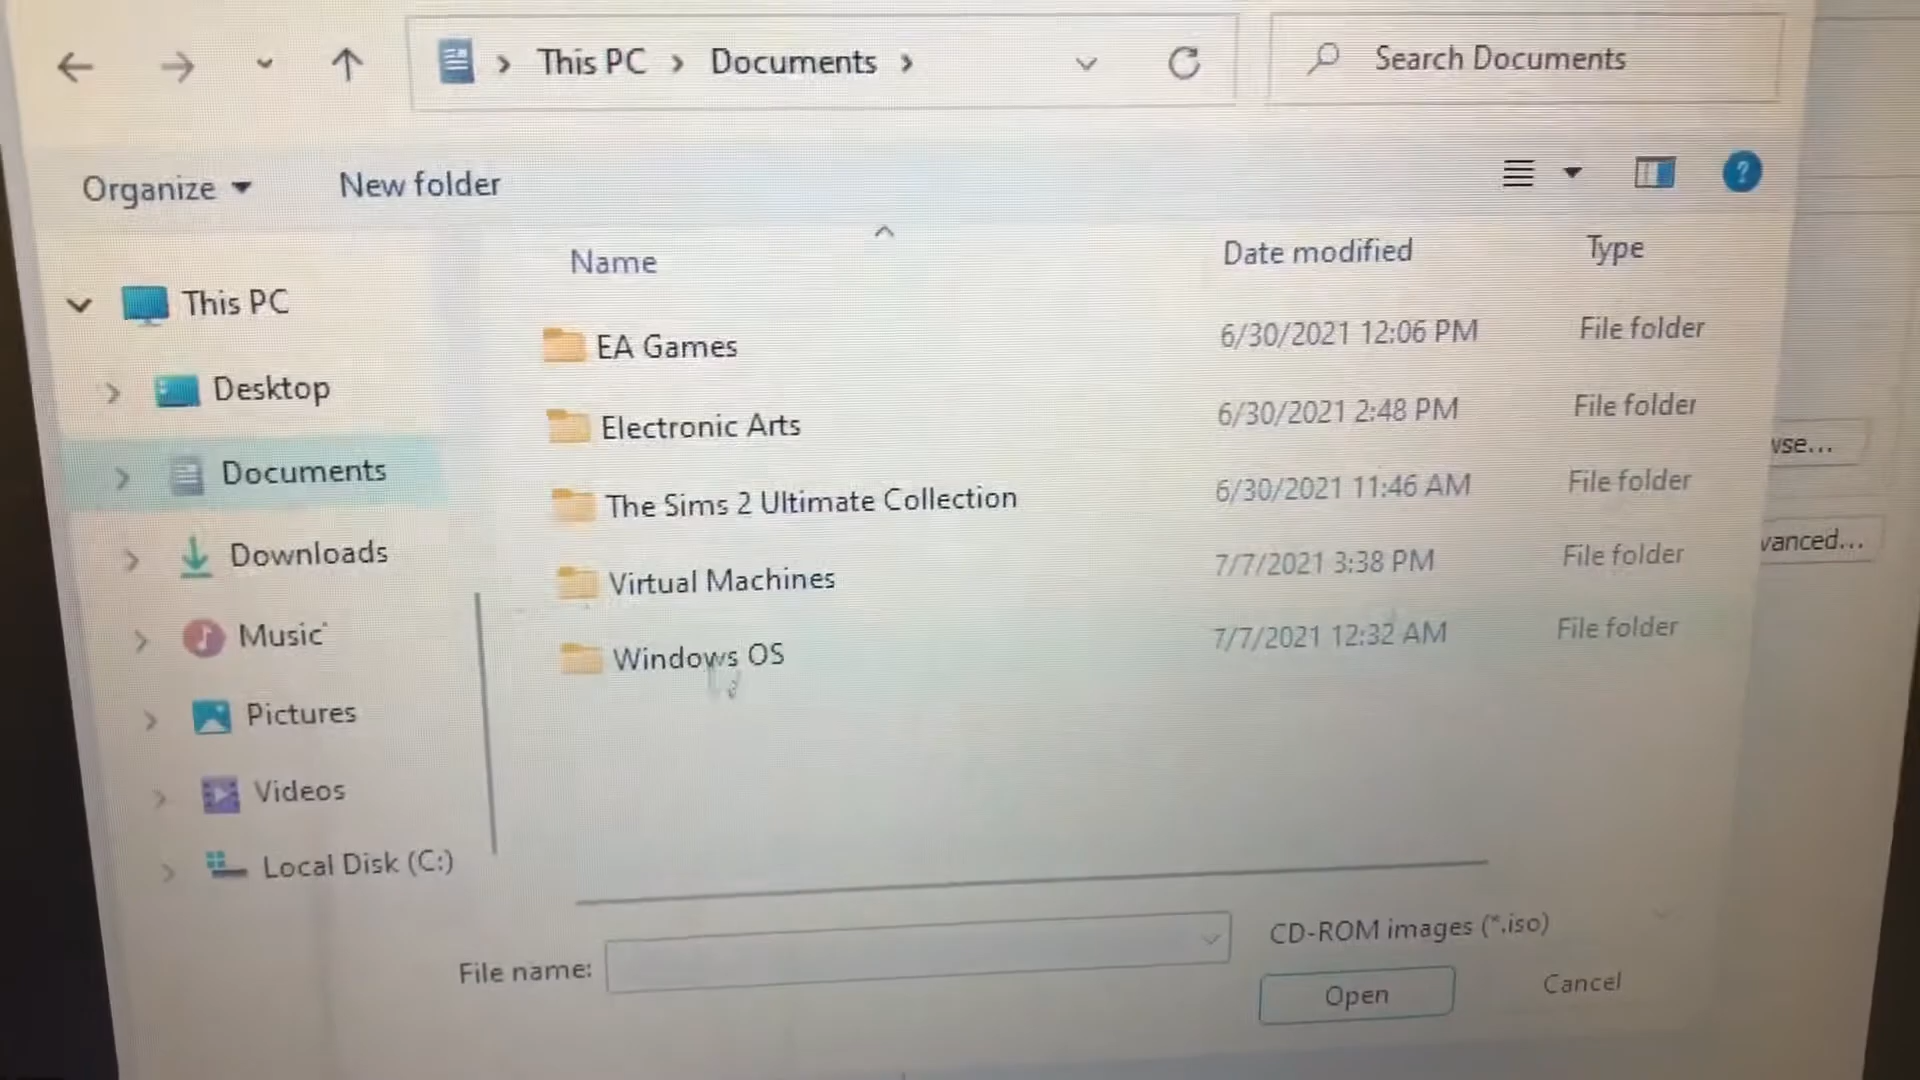 This PC > Documents >
Search Documents
Organize
New folder
Name
Date modified
Type
This PC
Desktop
Documents
Downloads
Music
Pictures
Videos
Local Disk (C:)
EA Games 6/30/2021 12:06 PM File folder
Electronic Arts 6/30/2021 2:48 PM File folder
The Sims 2 Ultimate Collection 6/30/2021 11:46 AM File folder
Virtual Machines 7/7/2021 3:38 PM File folder
Windows OS 7/7/2021 12:32 AM File folder
wse...
vanced...
File name:
CD-ROM images (*.iso)
Open
Cancel
?